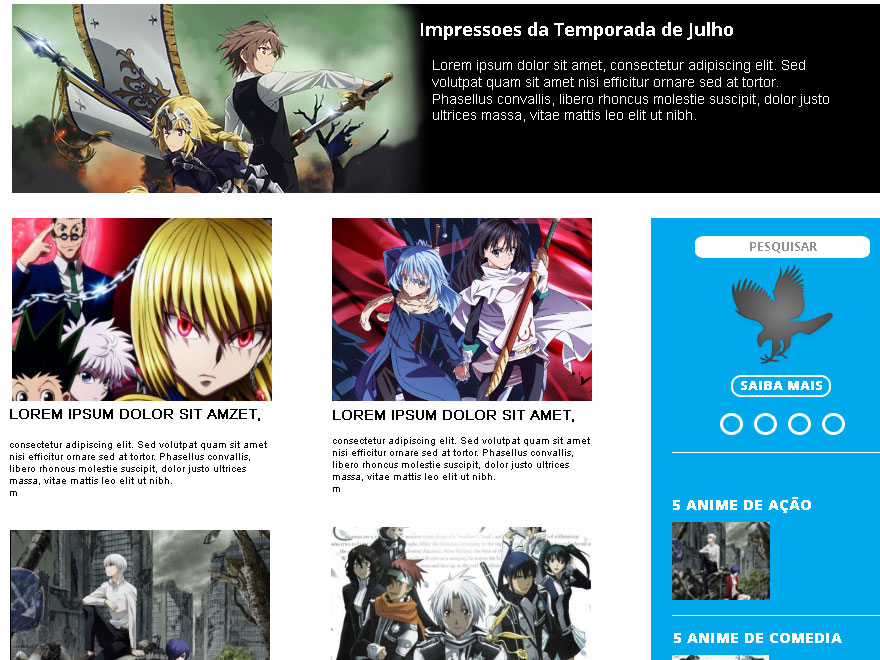 Impressoes da Temporada de Julho
Lorem ipsum dolor sit amet, consectetur adipiscing elit. Sed
volutpat quam sit amet nisi efficitur ornare sed at tortor.
Phasellus convallis, libero rhoncus molestie suscipit, dolor justo
ultrices massa, vitae mattis leo elit ut nibh.
LOREM IPSUM DOLOR SIT AMZET,
consectetur adipiscing elit. Sed volutpat quam sit amet
nisi efficitur ornare sed at tortor. Phasellus convallis,
libero rhoncus molestie suscipit, dolor justo ultrices
massa, vitae mattis leo elit ut nibh.
m
LOREM IPSUM DOLOR SIT AMET,
consectetur adipiscing elit. Sed volutpat quam sit amet
nisi efficitur ornare sed at tortor. Phasellus convallis,
libero rhoncus molestie suscipit, dolor justo ultrices
massa, vitae mattis leo elit ut nibh.
m
PESQUISAR
SAIBA MAIS
5 ANIME DE AÇÃO
5 ANIME DE COMEDIA